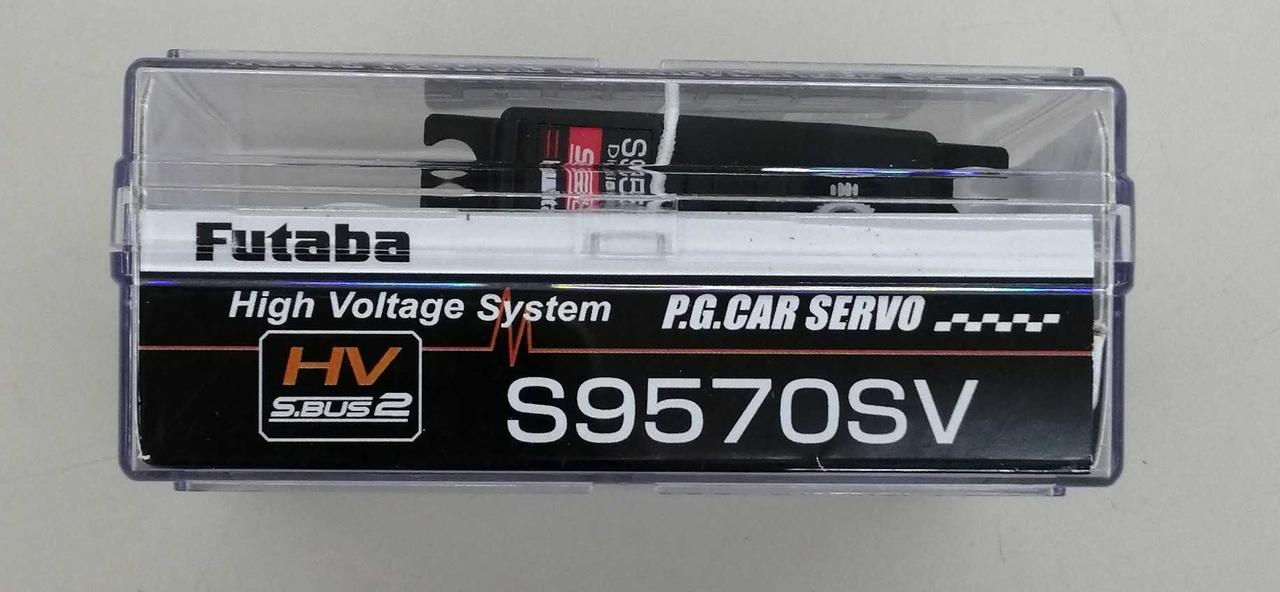 Futaba
High Voltage System P.G.CAR SERVO
HV
S.BUS2
S9570SV